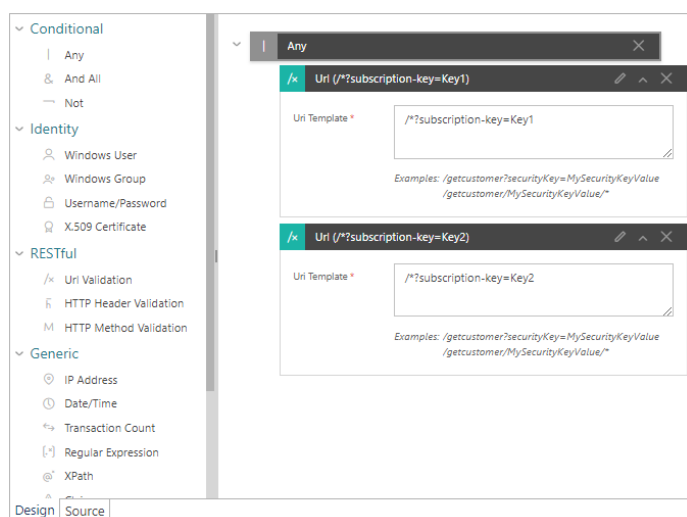 Conditional
| Any
& And All
Not
Identity
Windows User
Windows Group
Username/Password
X.509 Certificate
RESTful
/× Url Validation
HTTP Header Validation
M HTTP Method Validation
Generic
IP Address
Date/Time
Transaction Count
[.*] Regular Expression
@* XPath
Design Source
| Any
/× Url (/*?subscription-key=Key1)
Uri Template * /*?subscription-key=Key1
Examples: /getcustomer?securityKey=MySecurityKeyValue
/getcustomer/MySecurityKeyValue/*
/× Url (/*?subscription-key=Key2)
Uri Template * /*?subscription-key=Key2
Examples: /getcustomer?securityKey=MySecurityKeyValue
/getcustomer/MySecurityKeyValue/*